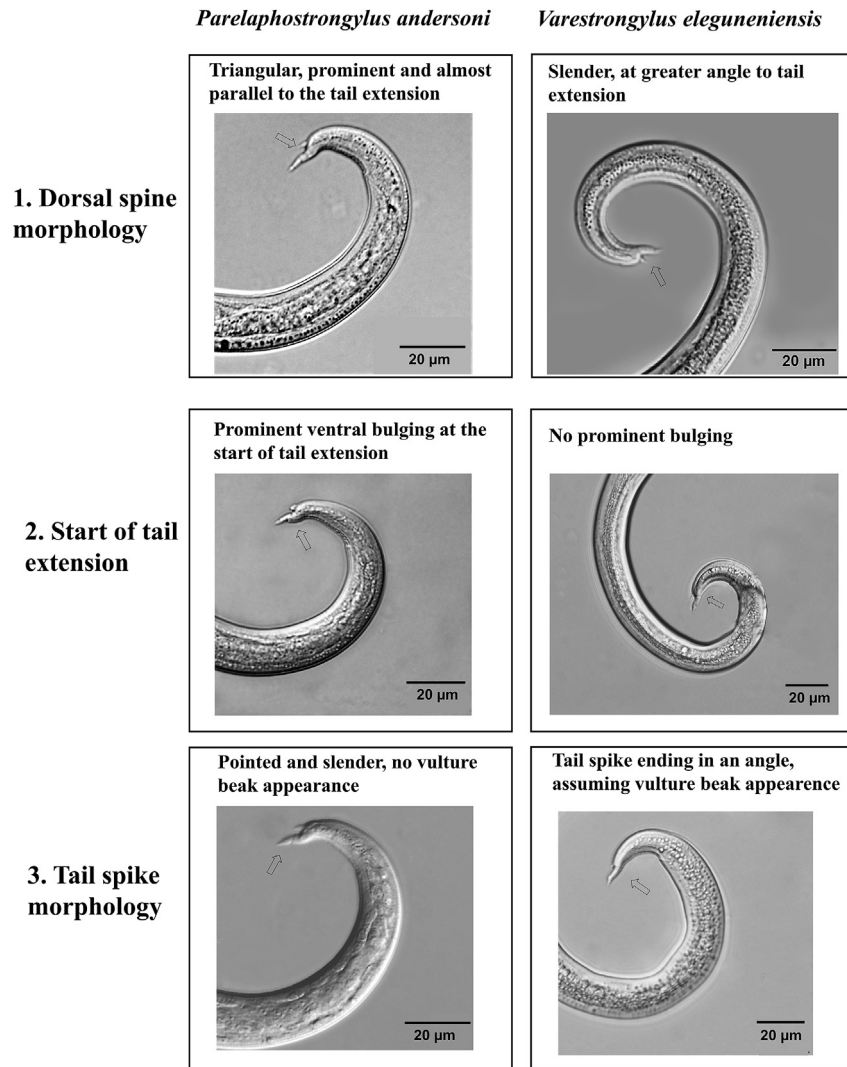 Parelaphostrongylus andersoni
Varestrongylus eleguneniensis
1. Dorsal spine
morphology
Triangular, prominent and almost
parallel to the tail extension
20 µm
Slender, at greater angle to tail
extension
20 µm
2. Start of tail
extension
Prominent ventral bulging at the
start of tail extension
20 µm
No prominent bulging
20 µm
3. Tail spike
morphology
Pointed and slender, no vulture
beak appearance
20 µm
Tail spike ending in an angle,
assuming vulture beak appearence
20 µm